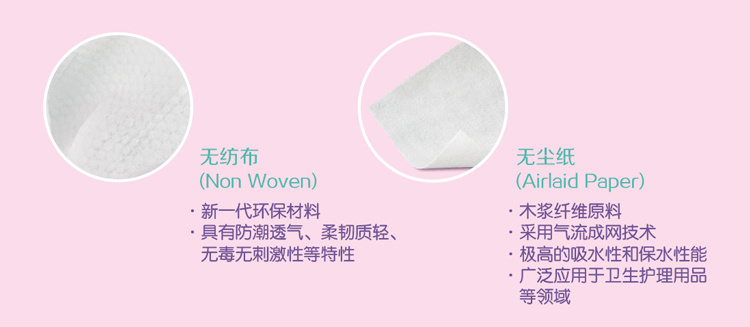 无纺布
(Non Woven)
· 新一代环保材料
· 具有防潮透气、柔韧质轻、
无毒无刺激性等特性
无尘纸
(Airlaid Paper)
· 木浆纤维原料
· 采用气流成网技术
· 极高的吸水性和保水性能
· 广泛应用于卫生护理用品
等领域